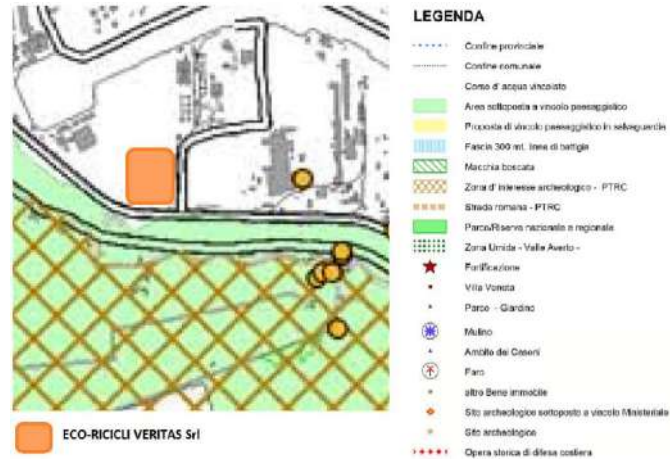 LEGENDA
Confine provinciale
Confine comunale
Corso d' acqua vincolato
Area sottoposta a vincolo paesaggistico
Proposta di vincolo paesaggistico in salvaguardia
Fascia 300 mt. linea di battigia
Macchia boscata
Zona d' interesse archeologico - PTRC
Strada romana - PTRC
Parco/Riserva nazionale e regionale
Zona Umida - Valle Averto -
Fortificazione
Villa Veneta
Parco - Giardino
Mulino
Ambito dei Casoni
Faro
altro Bene immobile
Sito archeologico sottoposto a vincolo Ministeriale
Sito archeologico
Opera storica di difesa costiera
ECO-RICICLI VERITAS Srl